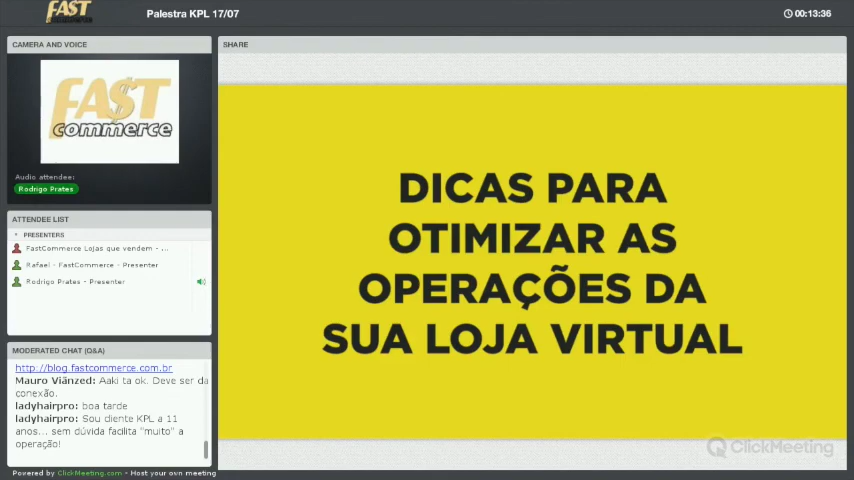 FAST
commerce
Palestra KPL 17/07
00:13:36
CAMERA AND VOICE
FA$T
commerce
Audio attendee:
Rodrigo Prates
ATTENDEE LIST
PRESENTERS
FastCommerce Lojas que vendem - ...
Rafael - FastCommerce - Presenter
Rodrigo Prates - Presenter
MODERATED CHAT (Q&A)
http://blog.fastcommerce.com.br
Mauro Viãnzed: Aaki ta ok. Deve ser da
conexão.
ladyhairpro: boa tarde
ladyhairpro: Sou cliente KPL a 11
anos... sem dúvida facilita "muito" a
operação!
Powered by ClickMeeting.com - Host your own meeting
SHARE
DICAS PARA
OTIMIZAR AS
OPERAÇÕES DA
SUA LOJA VIRTUAL
ClickMeeting